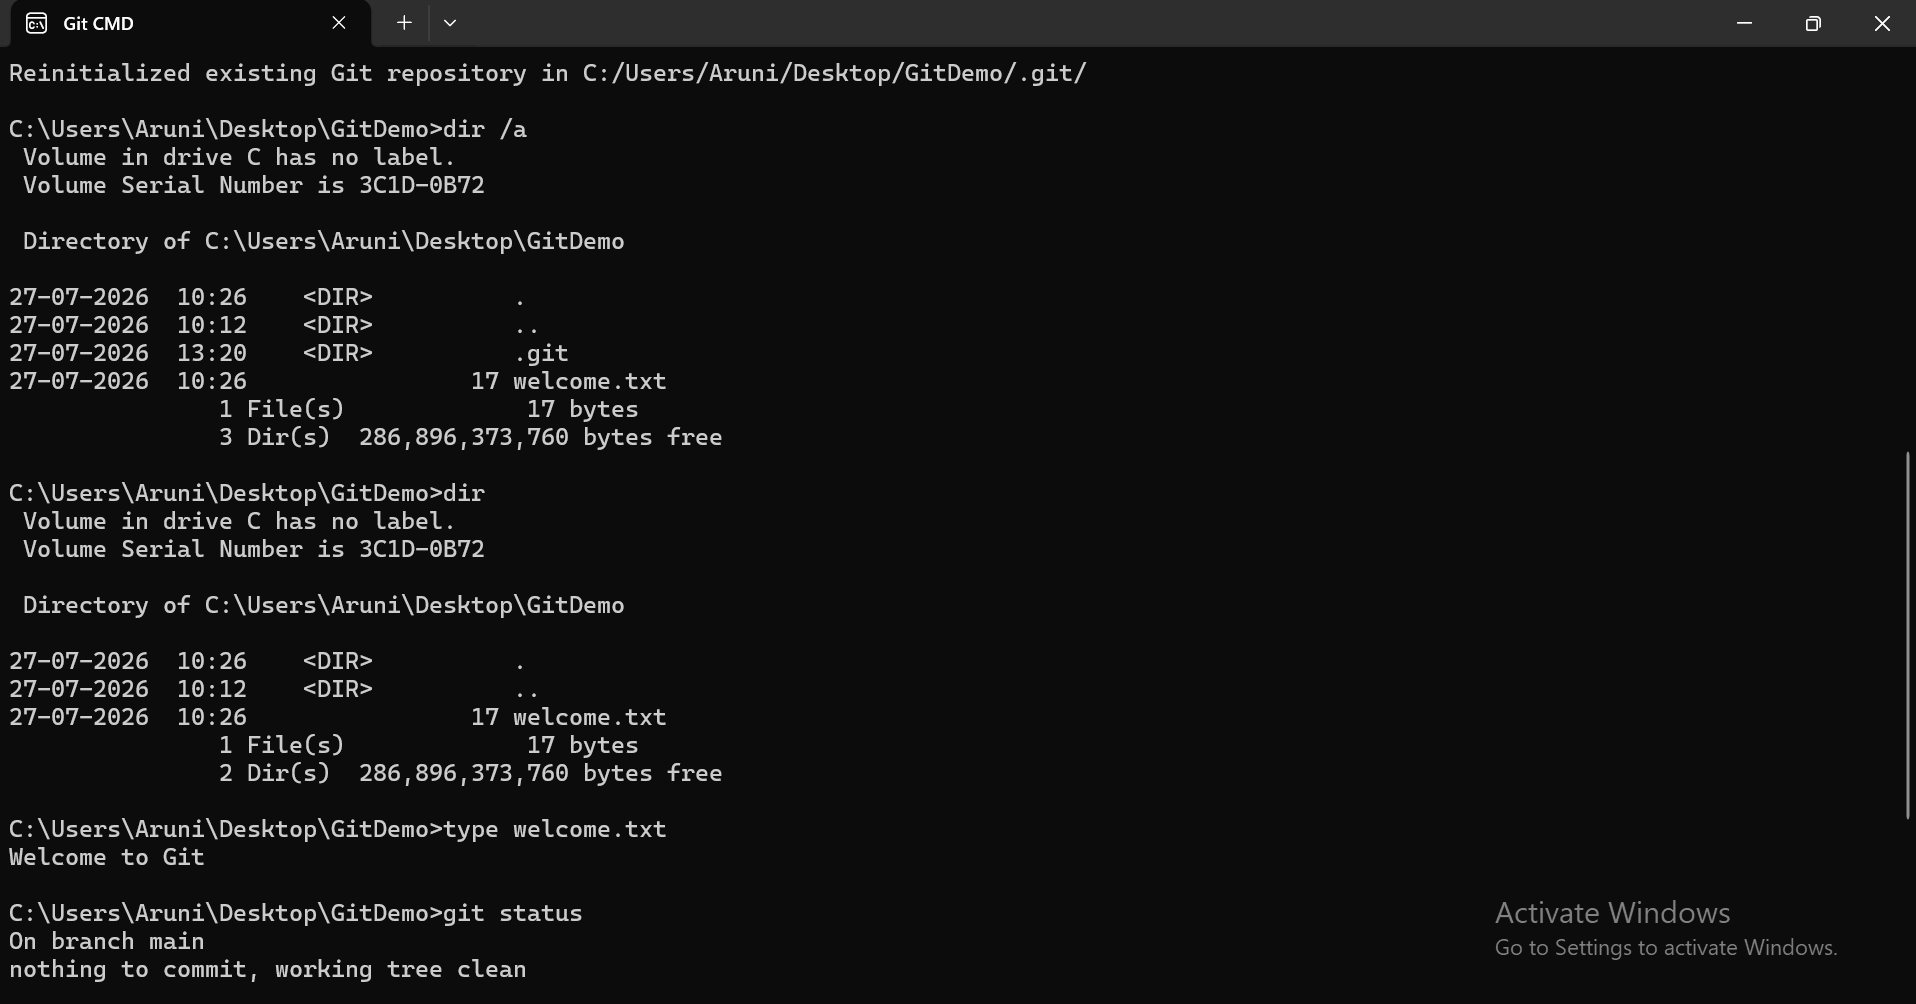 Git CMD
Reinitialized existing Git repository in C:/Users/Aruni/Desktop/GitDemo/.git/
C:\Users\Aruni\Desktop\GitDemo>dir /a
 Volume in drive C has no label.
 Volume Serial Number is 3C1D-0B72
 Directory of C:\Users\Aruni\Desktop\GitDemo
27-07-2026  10:26    <DIR>          .
27-07-2026  10:12    <DIR>          ..
27-07-2026  13:20    <DIR>          .git
27-07-2026  10:26                17 welcome.txt
               1 File(s)             17 bytes
               3 Dir(s)  286,896,373,760 bytes free
C:\Users\Aruni\Desktop\GitDemo>dir
 Volume in drive C has no label.
 Volume Serial Number is 3C1D-0B72
 Directory of C:\Users\Aruni\Desktop\GitDemo
27-07-2026  10:26    <DIR>          .
27-07-2026  10:12    <DIR>          ..
27-07-2026  10:26                17 welcome.txt
               1 File(s)             17 bytes
               2 Dir(s)  286,896,373,760 bytes free
C:\Users\Aruni\Desktop\GitDemo>type welcome.txt
Welcome to Git
C:\Users\Aruni\Desktop\GitDemo>git status
On branch main
nothing to commit, working tree clean
Activate Windows
Go to Settings to activate Windows.